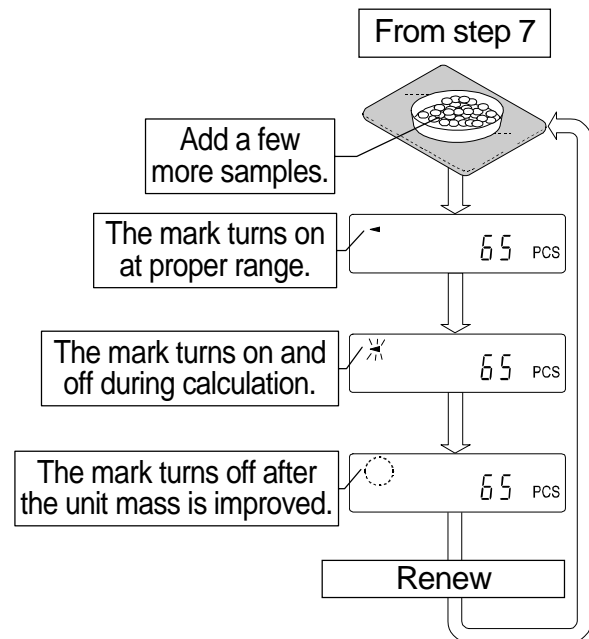 From step 7
Add a few
more samples.
The mark turns on
at proper range.
65 PCS
The mark turns on and
off during calculation.
65 PCS
The mark turns off after
the unit mass is improved.
65 PCS
Renew